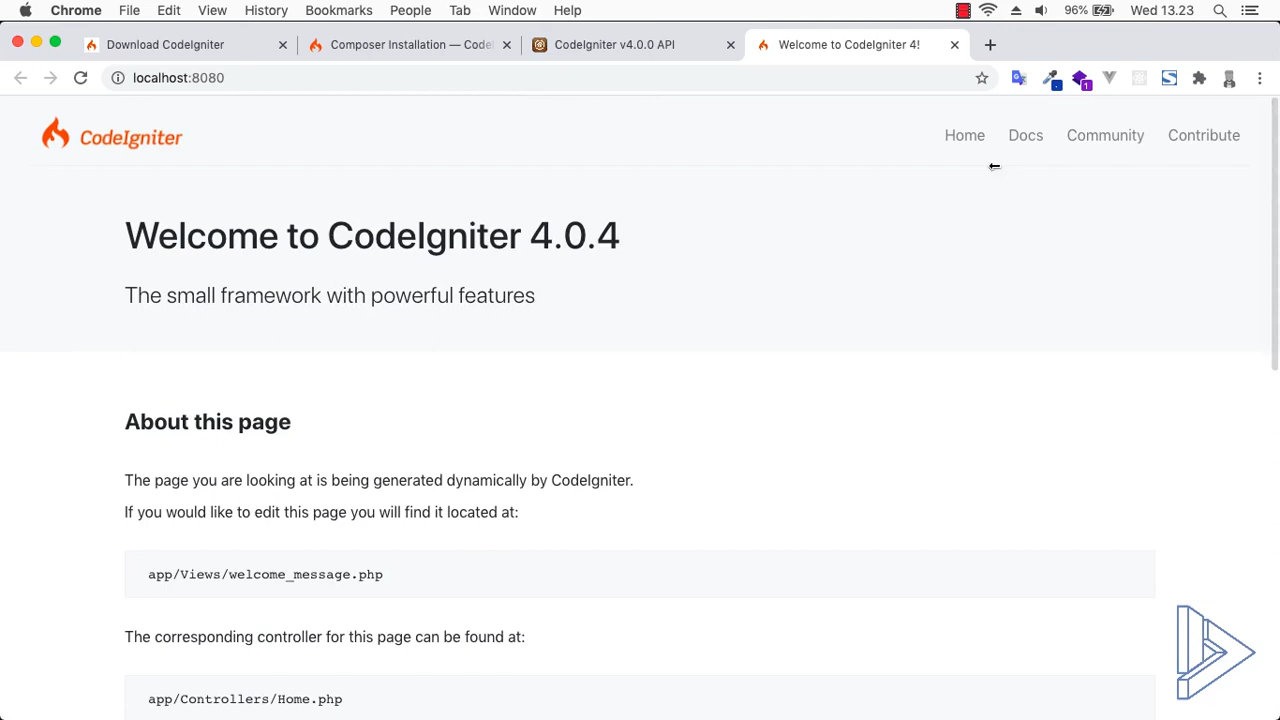 Chrome File Edit View History Bookmarks People Tab Window Help 96% Wed 13.23
Download CodeIgniter Composer Installation — Code CodeIgniter v4.0.0 API Welcome to CodeIgniter 4!
localhost:8080 1
CodeIgniter Home Docs Community Contribute
Welcome to CodeIgniter 4.0.4
The small framework with powerful features
About this page
The page you are looking at is being generated dynamically by CodeIgniter.
If you would like to edit this page you will find it located at:
app/Views/welcome_message.php
The corresponding controller for this page can be found at:
app/Controllers/Home.php